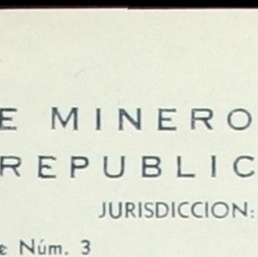 E MINERO
REPUBLIC
JURISDICCION:
e Núm. 3